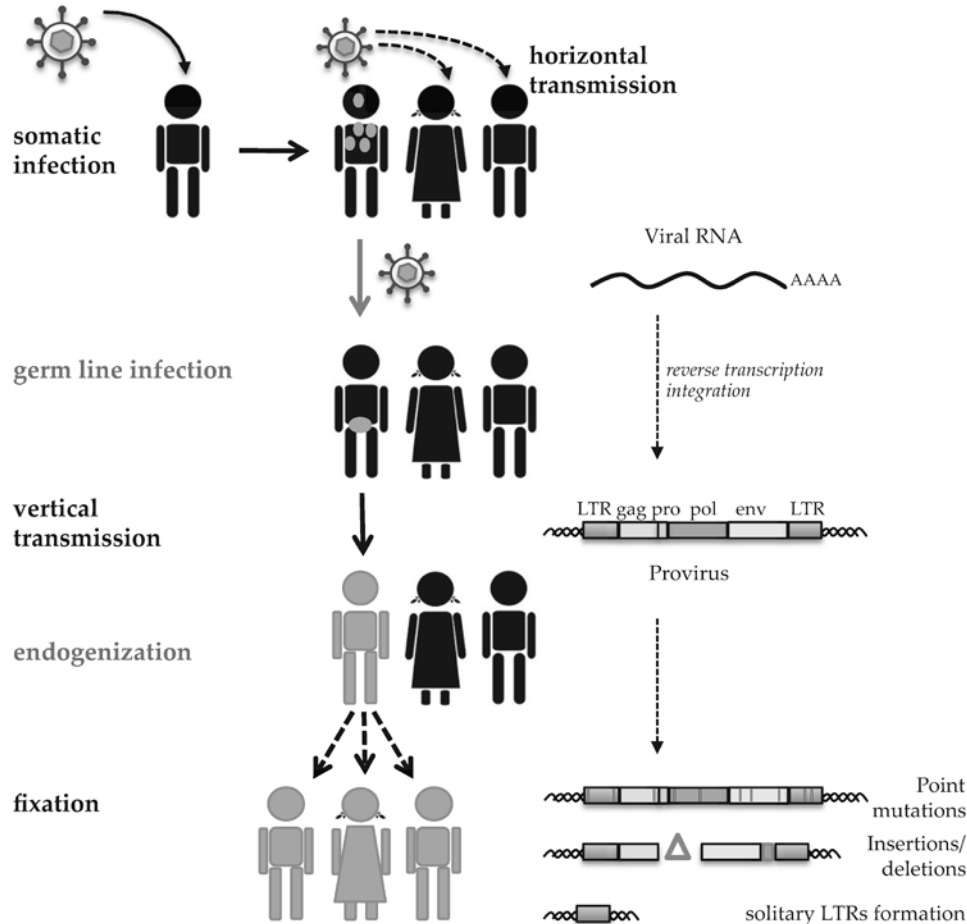 horizontal
transmission
somatic
infection
Viral RNA
AAAA
germ line infection
reverse transcription
integration
vertical
transmission
LTR gag pro pol env LTR
Provirus
endogenization
fixation
Point
mutations
Insertions/
deletions
Δ
solitary LTRs formation